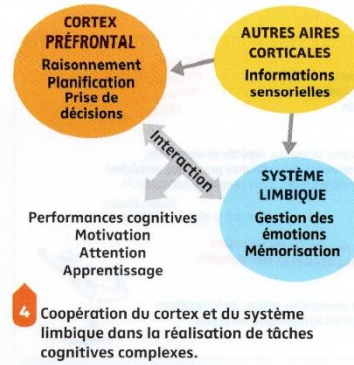 CORTEX
PRÉFRONTAL
Raisonnement
Planification
Prise de
décisions
AUTRES AIRES
CORTICALES
Informations
sensorielles
Interaction
SYSTÈME
LIMBIQUE
Gestion des
émotions
Mémorisation
Performances cognitives
Motivation
Attention
Apprentissage
4 Coopération du cortex et du système
limbique dans la réalisation de tâches
cognitives complexes.